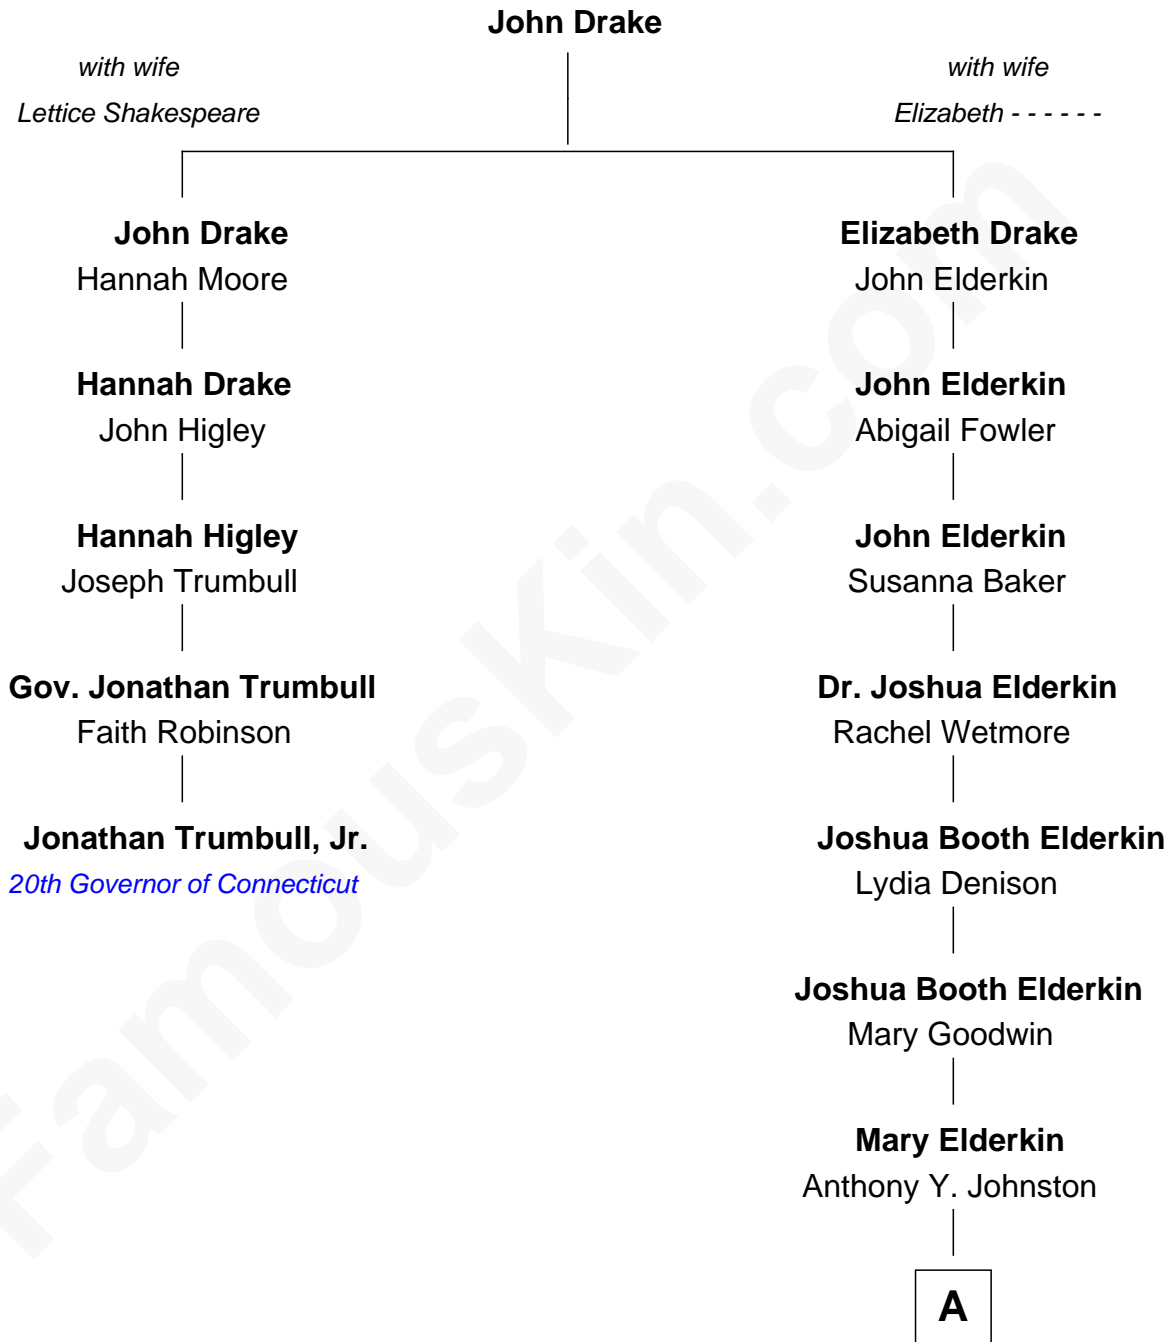 John Drake
with wife
Lettice Shakespeare
with wife
Elizabeth - - - - - -
John Drake
Hannah Moore
Elizabeth Drake
John Elderkin
Hannah Drake
John Higley
John Elderkin
Abigail Fowler
Hannah Higley
Joseph Trumbull
John Elderkin
Susanna Baker
Gov. Jonathan Trumbull
Faith Robinson
Dr. Joshua Elderkin
Rachel Wetmore
Jonathan Trumbull, Jr.
20th Governor of Connecticut
Joshua Booth Elderkin
Lydia Denison
Joshua Booth Elderkin
Mary Goodwin
Mary Elderkin
Anthony Y. Johnston
A
FamousKin.com